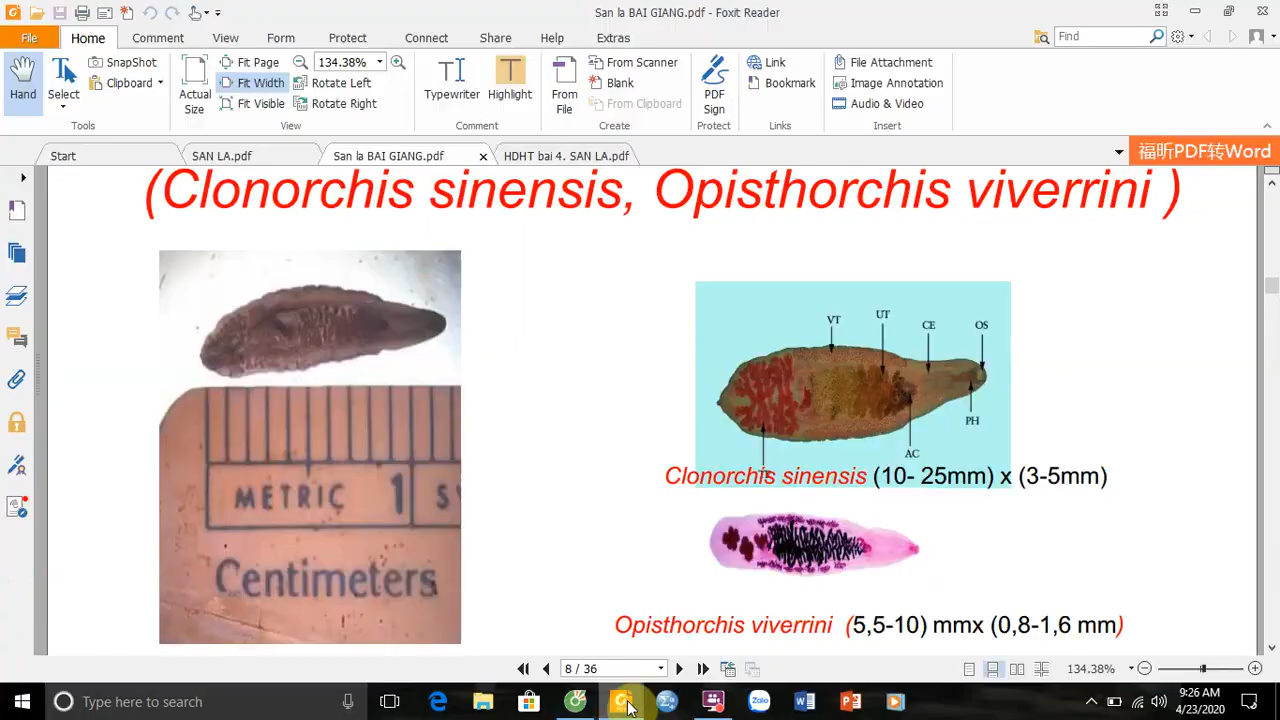 San la BAI GIANG.pdf - Foxit Reader
File Home Comment View Form Protect Connect Share Help Extras
Find
Hand
Select
SnapShot
Clipboard
Tools
Actual
Size
Fit Page
Fit Width
Fit Visible
134.38%
Rotate Left
Rotate Right
View
Typewriter
Highlight
Comment
From
File
From Scanner
Blank
From Clipboard
Create
PDF
Sign
Protect
Link
Bookmark
Links
File Attachment
Image Annotation
Audio & Video
Insert
Start
SAN LA.pdf
San la BAI GIANG.pdf
HDHT bai 4. SAN LA.pdf
福昕PDF转Word
(Clonorchis sinensis, Opisthorchis viverrini )
VT
UT
CE
OS
PH
AC
Clonorchis sinensis (10- 25mm) x (3-5mm)
METRIC 1
Centimeters
Opisthorchis viverrini (5,5-10) mmx (0,8-1,6 mm)
8 / 36
134.38%
Type here to search
Zalo
9:26 AM
4/23/2020